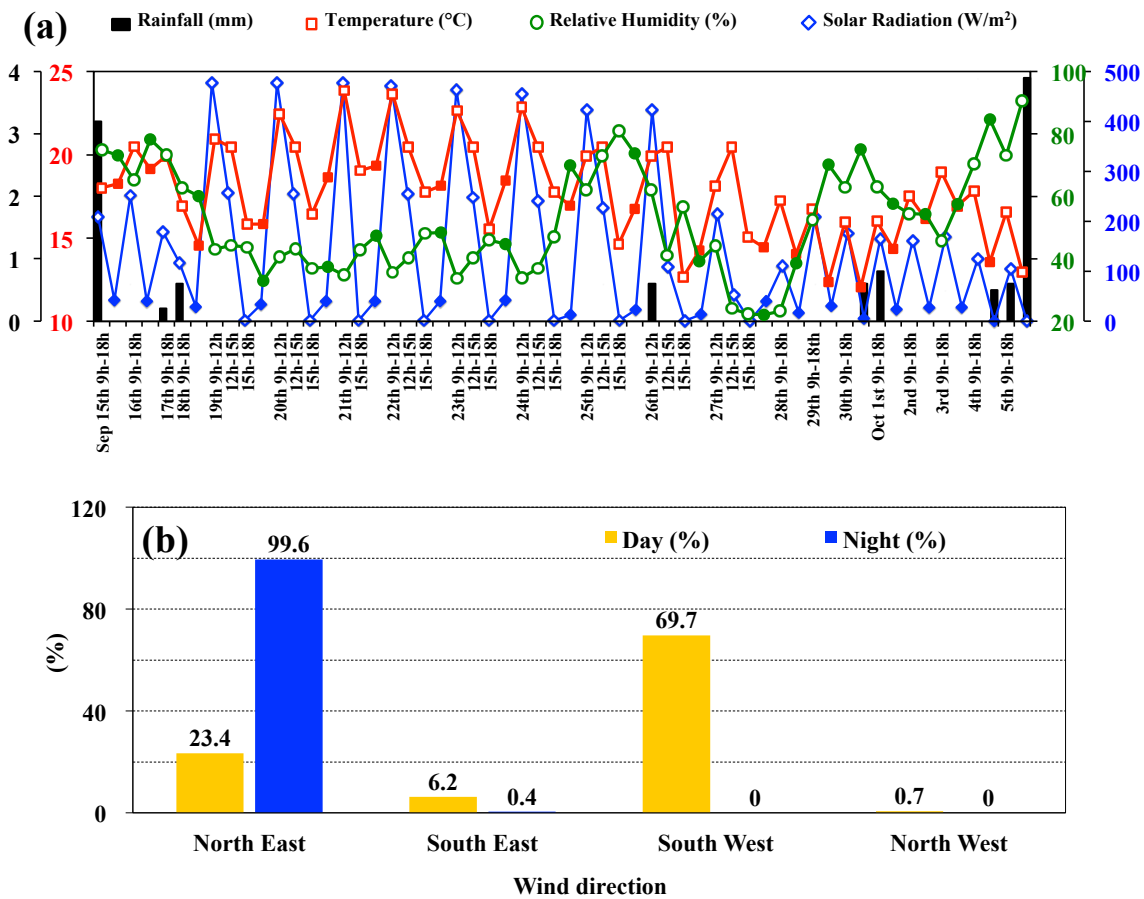 (a)
Rainfall (mm) Temperature (°C) Relative Humidity (%) Solar Radiation (W/m²)
4 25 100 500
400
3 80
20 300
2 60
200
15
1 40
100
0 10 20 0
Sep 15th 9h-18h
16th 9h-18h
17th 9h-18h
18th 9h-18h
19th 9h-12h
12h-15h
15h-18h
20th 9h-12h
12h-15h
15h-18h
21th 9h-12h
12h-15h
15h-18h
22th 9h-12h
12h-15h
15h-18h
23th 9h-12h
12h-15h
15h-18h
24th 9h-12h
12h-15h
15h-18h
25th 9h-12h
12h-15h
15h-18h
26th 9h-12h
12h-15h
15h-18h
27th 9h-12h
12h-15h
15h-18h
28th 9h-18h
29th 9h-18th
30th 9h-18h
Oct 1st 9h-18h
2nd 9h-18h
3rd 9h-18h
4th 9h-18h
5th 9h-18h
(b)
Day (%) Night (%)
120
80
40
0
(%)
23.4 99.6
6.2 0.4
69.7 0
0.7 0
North East South East South West North West
Wind direction